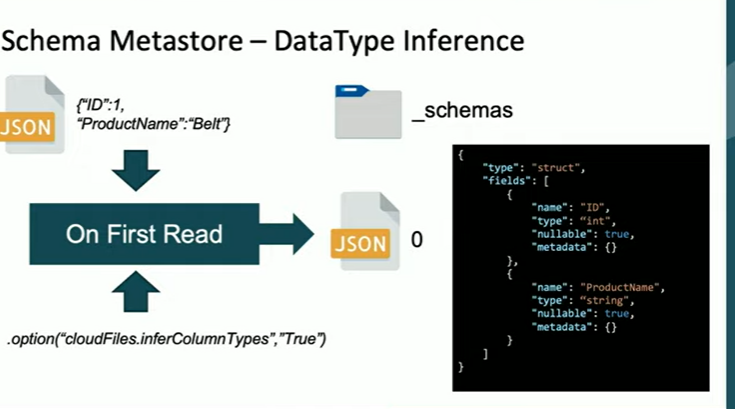 Schema Metastore – DataType Inference
JSON
{“ID”:1,
“ProductName”:“Belt”}
_schemas
On First Read
JSON
0
.option(“cloudFiles.inferColumnTypes”,”True”)
{
"type": "struct",
"fields": [
{
"name": "ID",
"type": “int",
"nullable": true,
"metadata": {}
},
{
"name": "ProductName",
"type": “string",
"nullable": true,
"metadata": {}
}
]
}